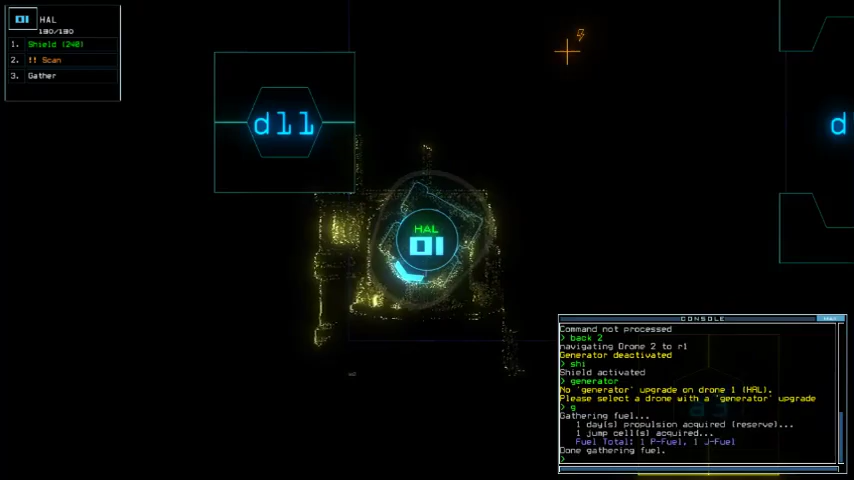 01 HAL
180/180
1. Shield (240)
2. !! Scan
3. Gather
d11
d
HAL
01
CONSOLE
HAL
Command not processed
> back 2
navigating Drone 2 to r1
Generator deactivated
> shi
Shield activated
> generator
No 'generator' upgrade on drone 1 (HAL).
Please select a drone with a 'generator' upgrade
> g
Gathering fuel...
1 day(s) propulsion acquired (reserve)...
1 jump cell(s) acquired...
Fuel Total: 1 P-Fuel, 1 J-Fuel
Done gathering fuel.
>